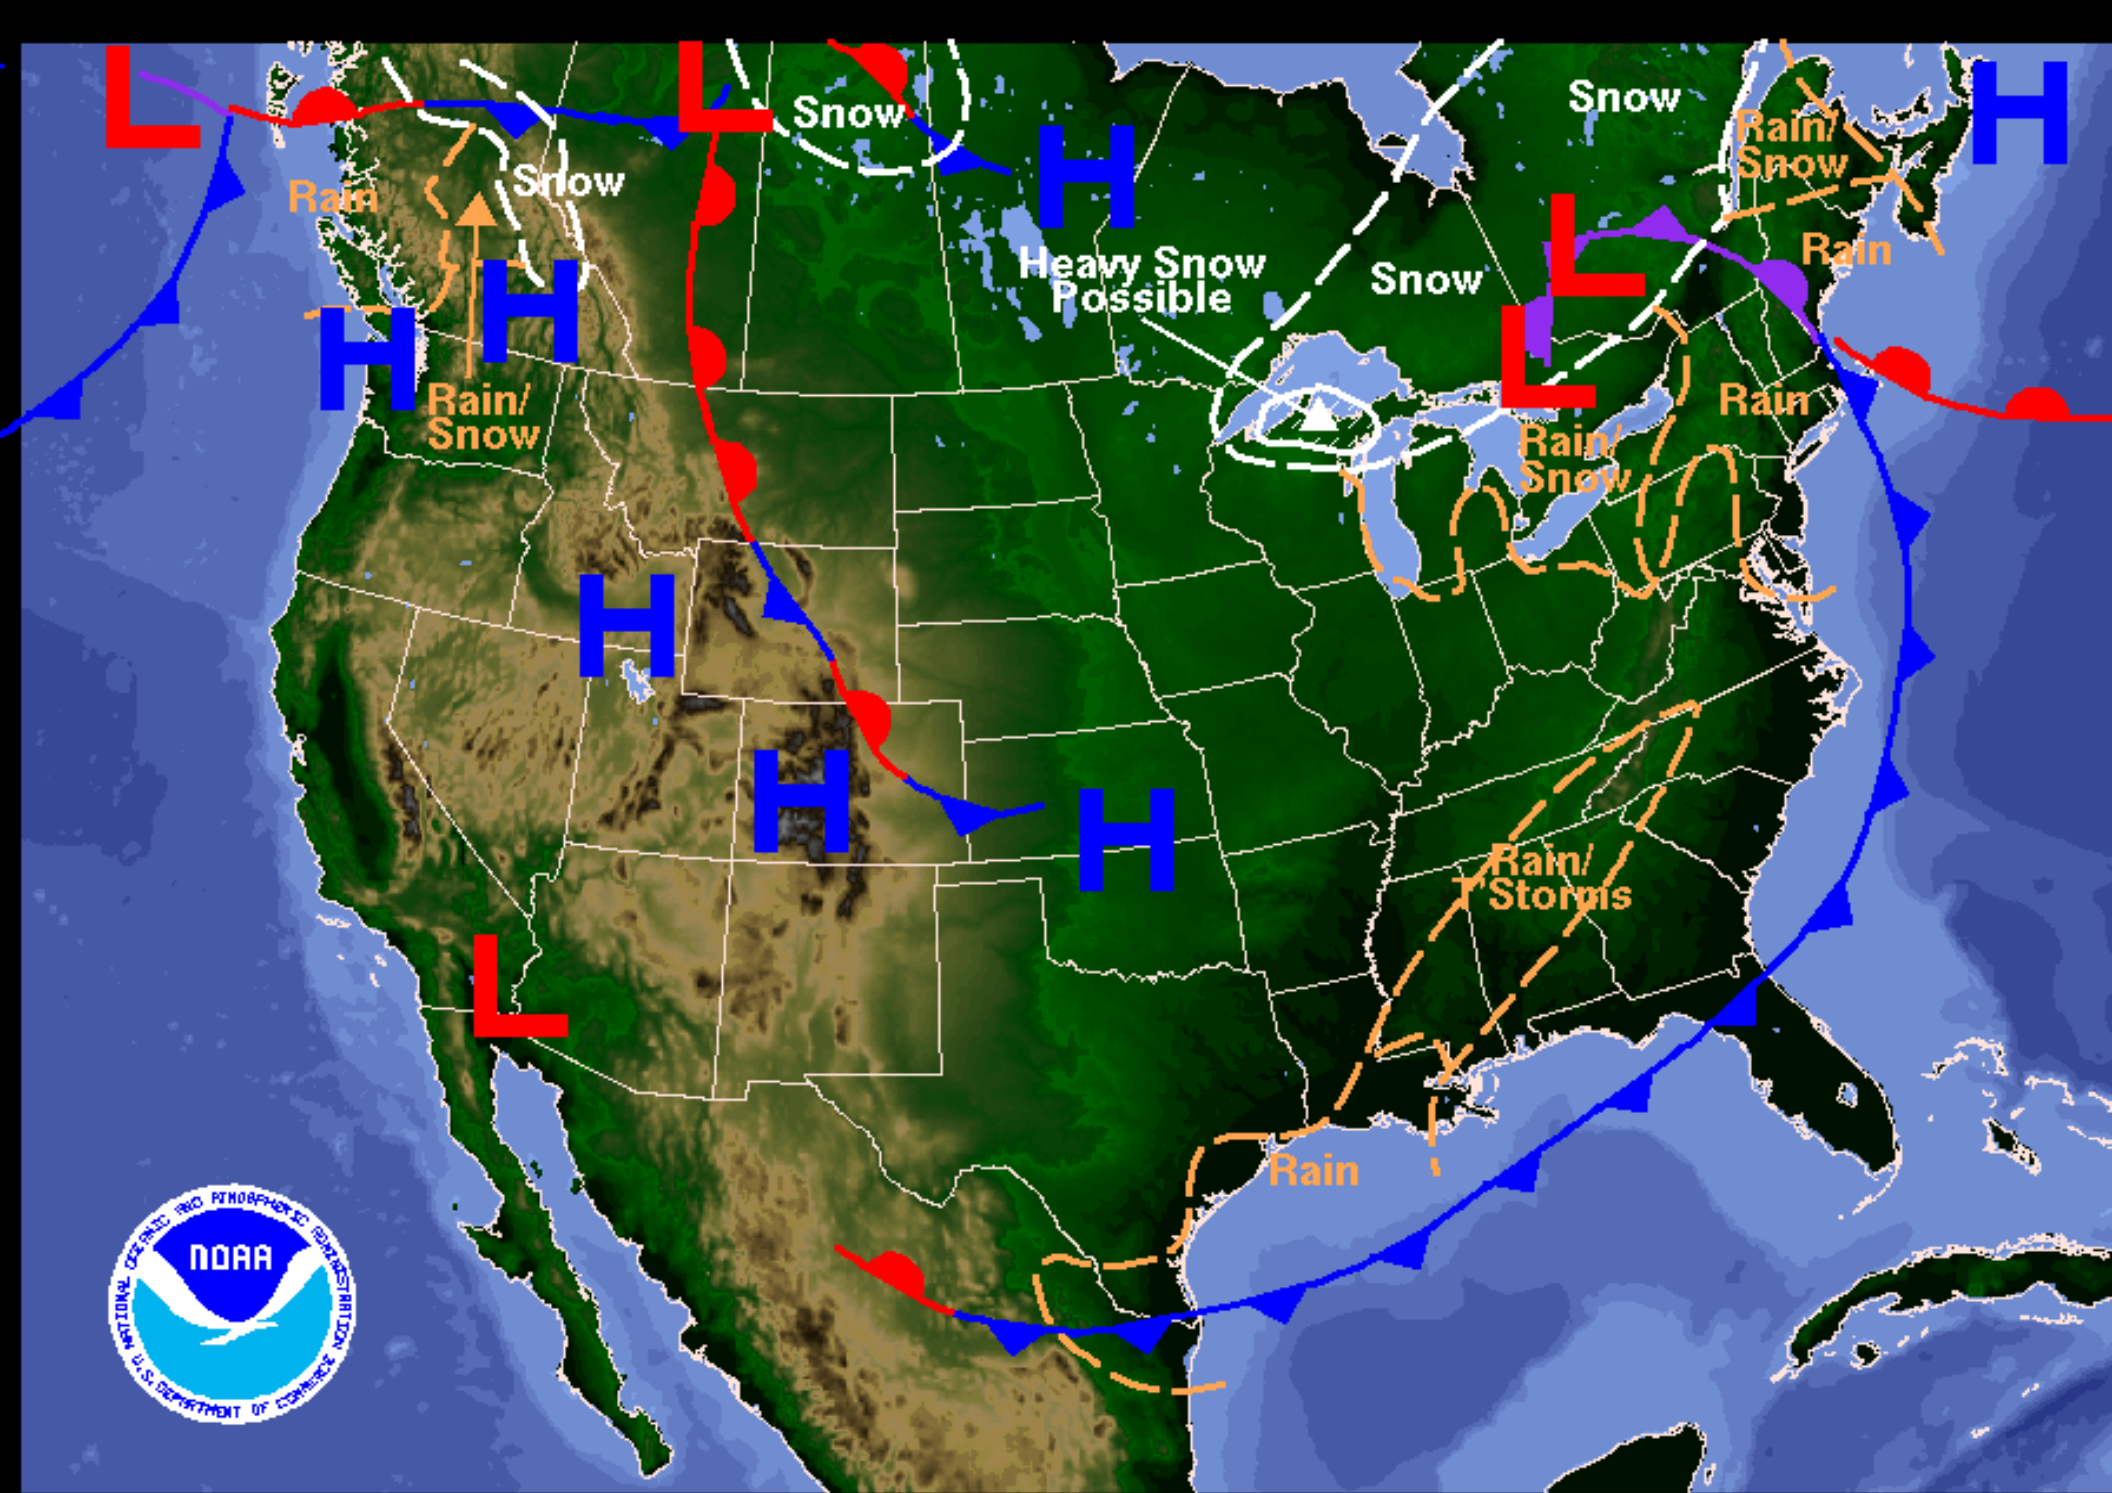 L
L
Snow
H
Snow
Rain/
Snow
H
Rain
Snow
L
Rain
Heavy Snow
Possible
Snow
H
H
L
Rain/
Snow
Rain
Rain/
Snow
H
H
H
Rain/
T'Storms
L
Rain
NATIONAL OCEANIC AND ATMOSPHERIC ADMINISTRATION
NOAA
U.S. DEPARTMENT OF COMMERCE